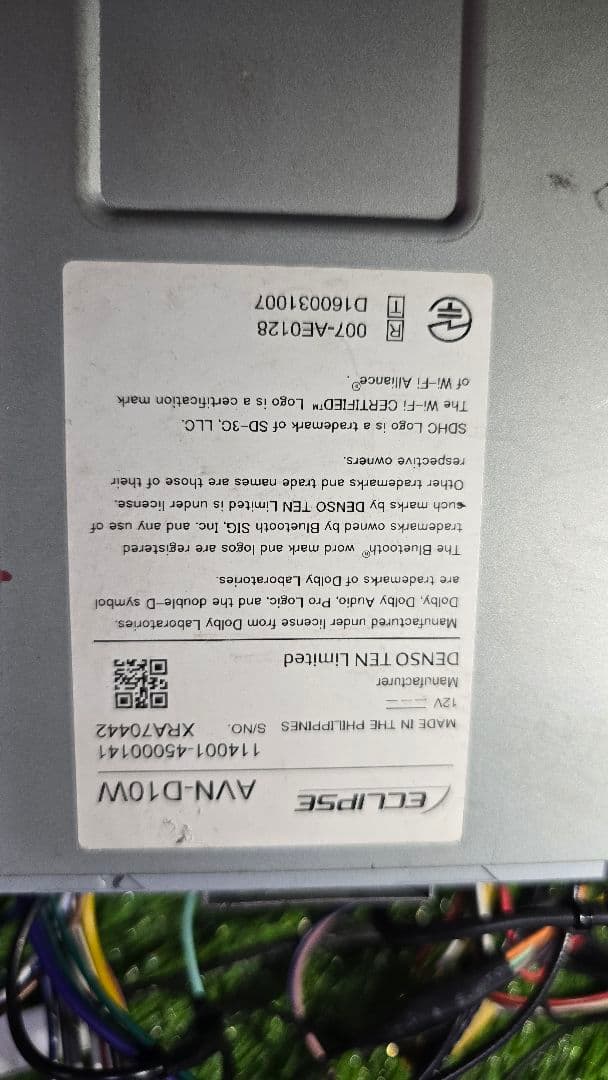 ECLIPSE AVN-D10W
114001-45000141
MADE IN THE PHILIPPINES S/NO. XRA70442
12V
Manufacturer
DENSO TEN Limited
Manufactured under license from Dolby Laboratories.
Dolby, Dolby Audio, Pro Logic, and the double-D symbol
are trademarks of Dolby Laboratories.
The Bluetooth® word mark and logos are registered
trademarks owned by Bluetooth SIG, Inc. and any use of
such marks by DENSO TEN Limited is under license.
Other trademarks and trade names are those of their
respective owners.
SDHC Logo is a trademark of SD-3C, LLC.
The Wi-Fi CERTIFIED™ Logo is a certification mark
of Wi-Fi Alliance®.
R 007-AE0128
T D160031007